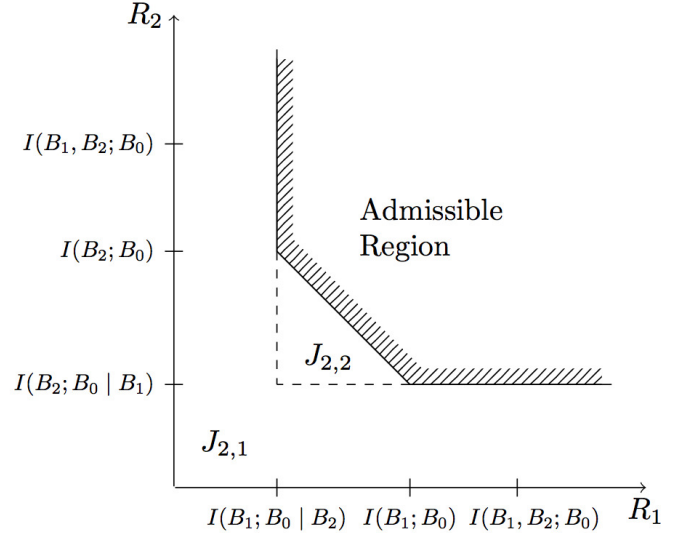 R₂
I(B₁, B₂; B₀)
Admissible
Region
I(B₂; B₀)
J₂,₂
I(B₂; B₀ | B₁)
J₂,₁
I(B₁; B₀ | B₂) I(B₁; B₀) I(B₁, B₂; B₀) R₁